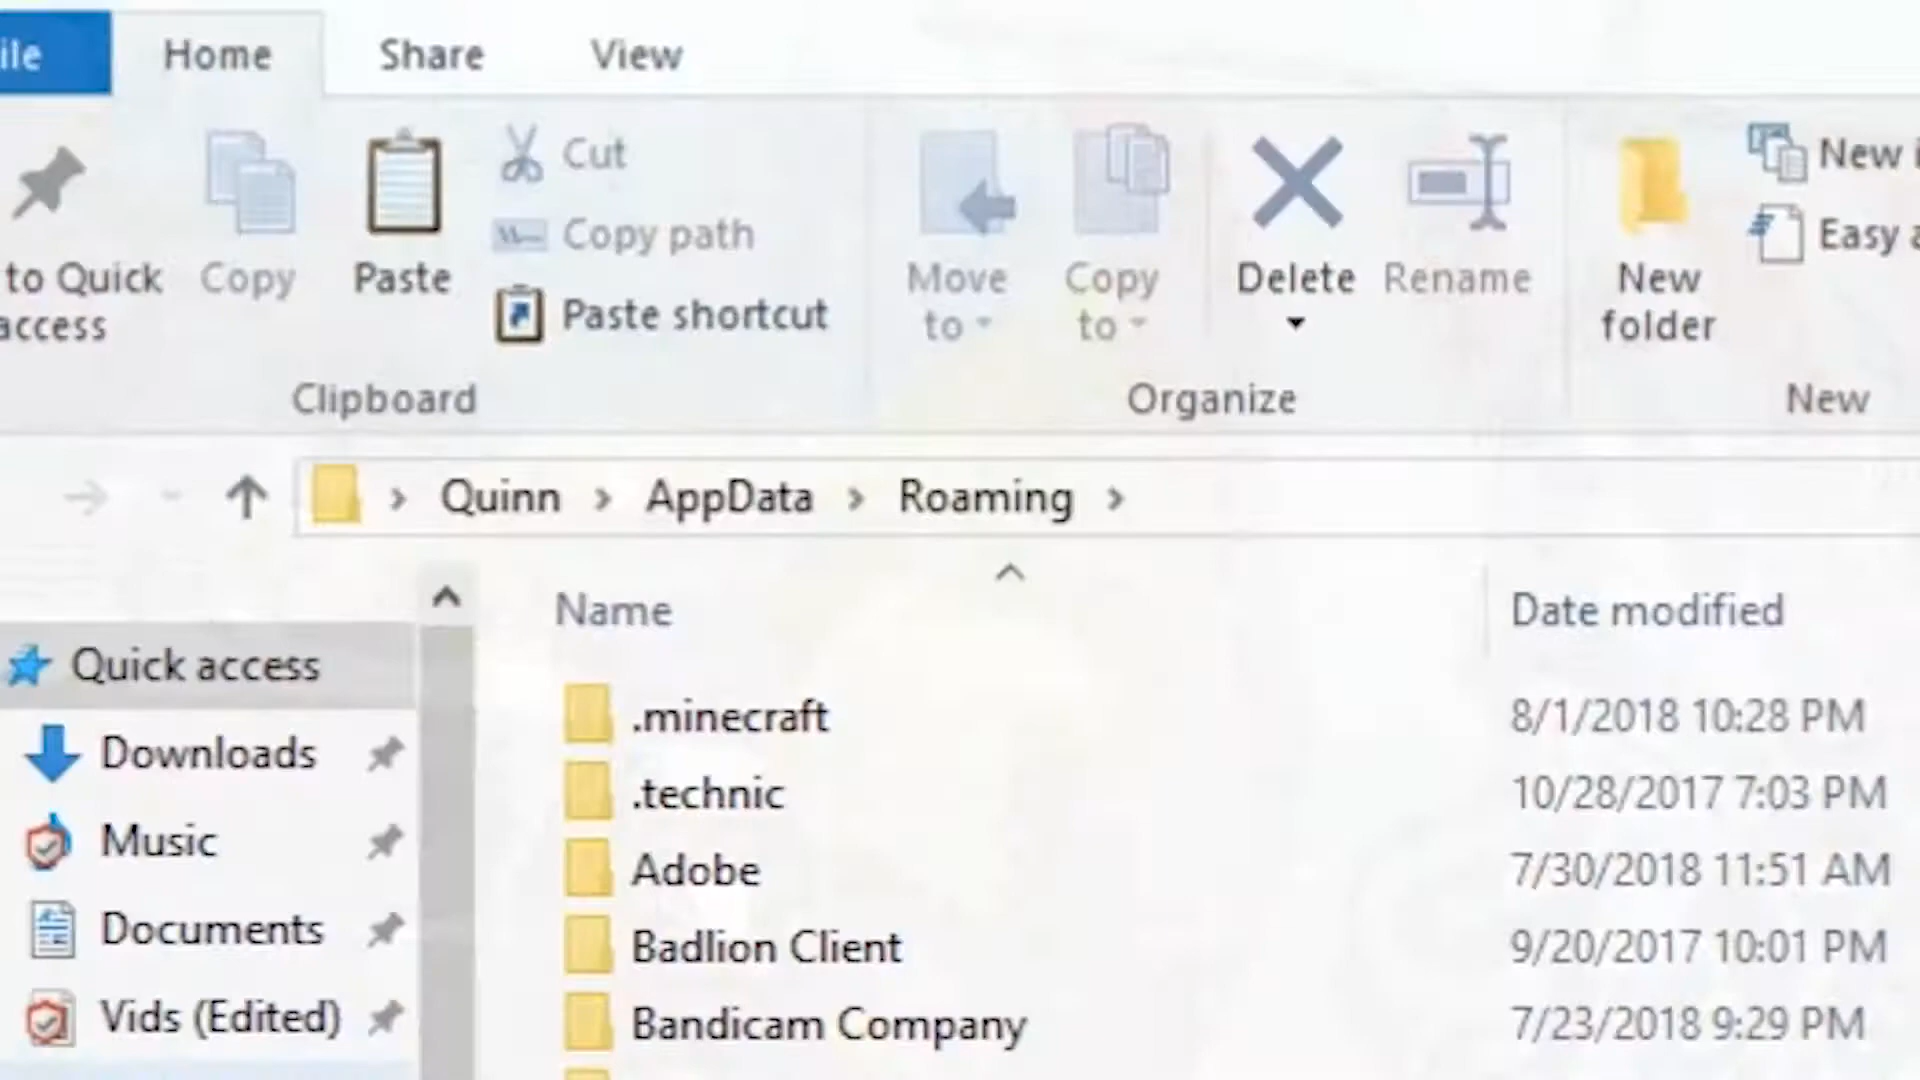 ile Home Share View
to Quick access
Copy
Paste
Cut
Copy path
Paste shortcut
Clipboard
Move to
Copy to
Delete
Rename
Organize
New folder
New i
Easy a
New
Quinn > AppData > Roaming >
Name Date modified
Quick access
Downloads
Music
Documents
Vids (Edited)
.minecraft 8/1/2018 10:28 PM
.technic 10/28/2017 7:03 PM
Adobe 7/30/2018 11:51 AM
Badlion Client 9/20/2017 10:01 PM
Bandicam Company 7/23/2018 9:29 PM